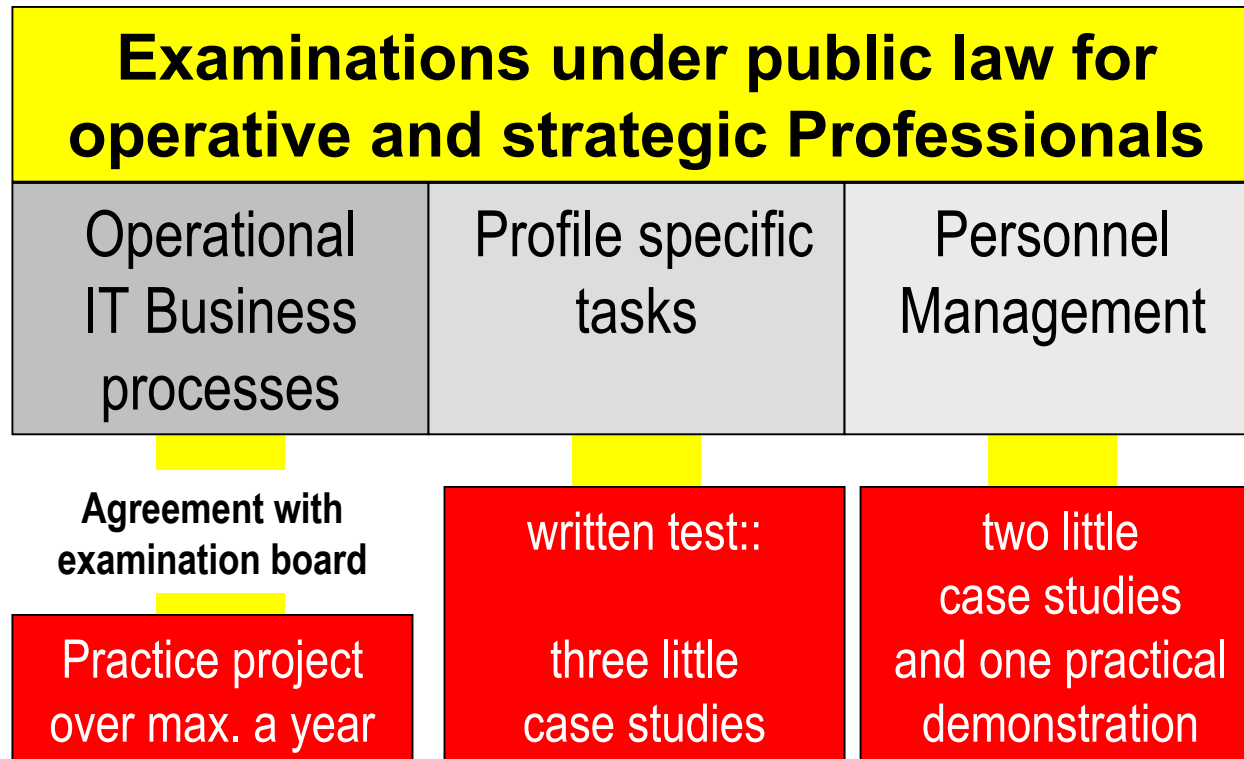 Examinations under public law for
operative and strategic Professionals
Operational
IT Business
processes
Profile specific
tasks
Personnel
Management
Agreement with
examination board
Practice project
over max. a year
written test::
three little
case studies
two little
case studies
and one practical
demonstration